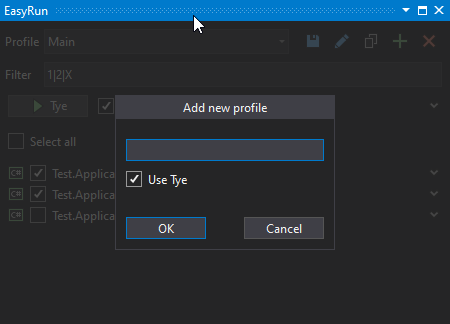 EasyRun
Profile Main
Filter 1|2|X
Tye
Add new profile
Select all
Use Tye
C# Test.Applica
C# Test.Applica
C# Test.Applica
OK Cancel